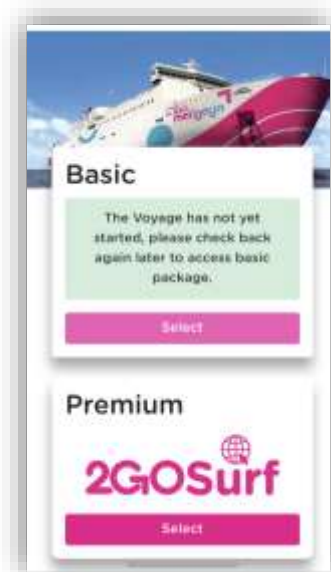 Basic
The Voyage has not yet
started, please check back
again later to access basic
package.
Select
Premium
2GOSurf
Select